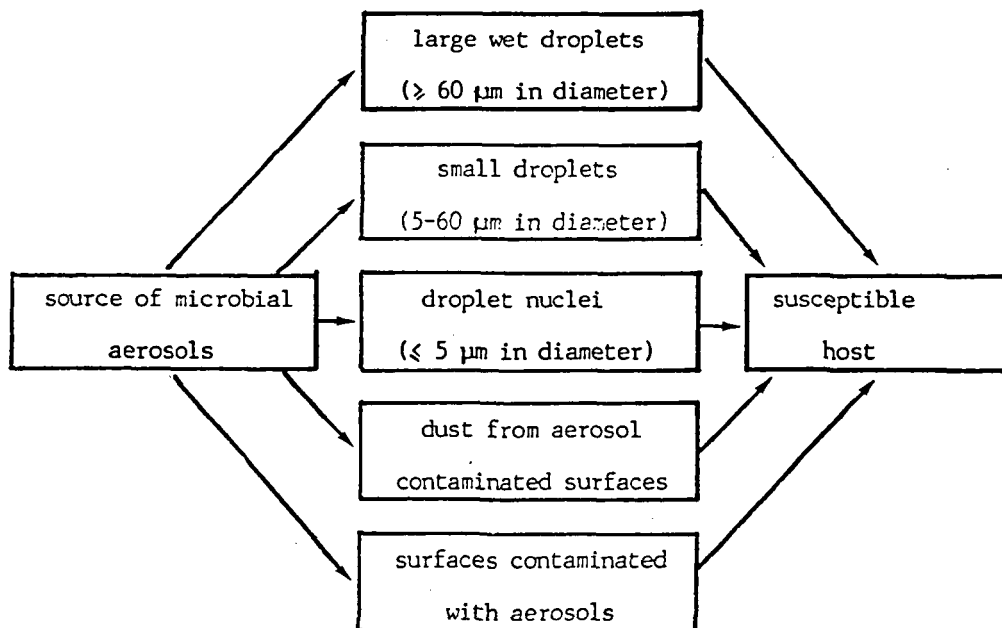 large wet droplets
(⩾ 60 µm in diameter)
small droplets
(5-60 µm in diameter)
source of microbial
aerosols
droplet nuclei
(⩽ 5 µm in diameter)
susceptible
host
dust from aerosol
contaminated surfaces
surfaces contaminated
with aerosols